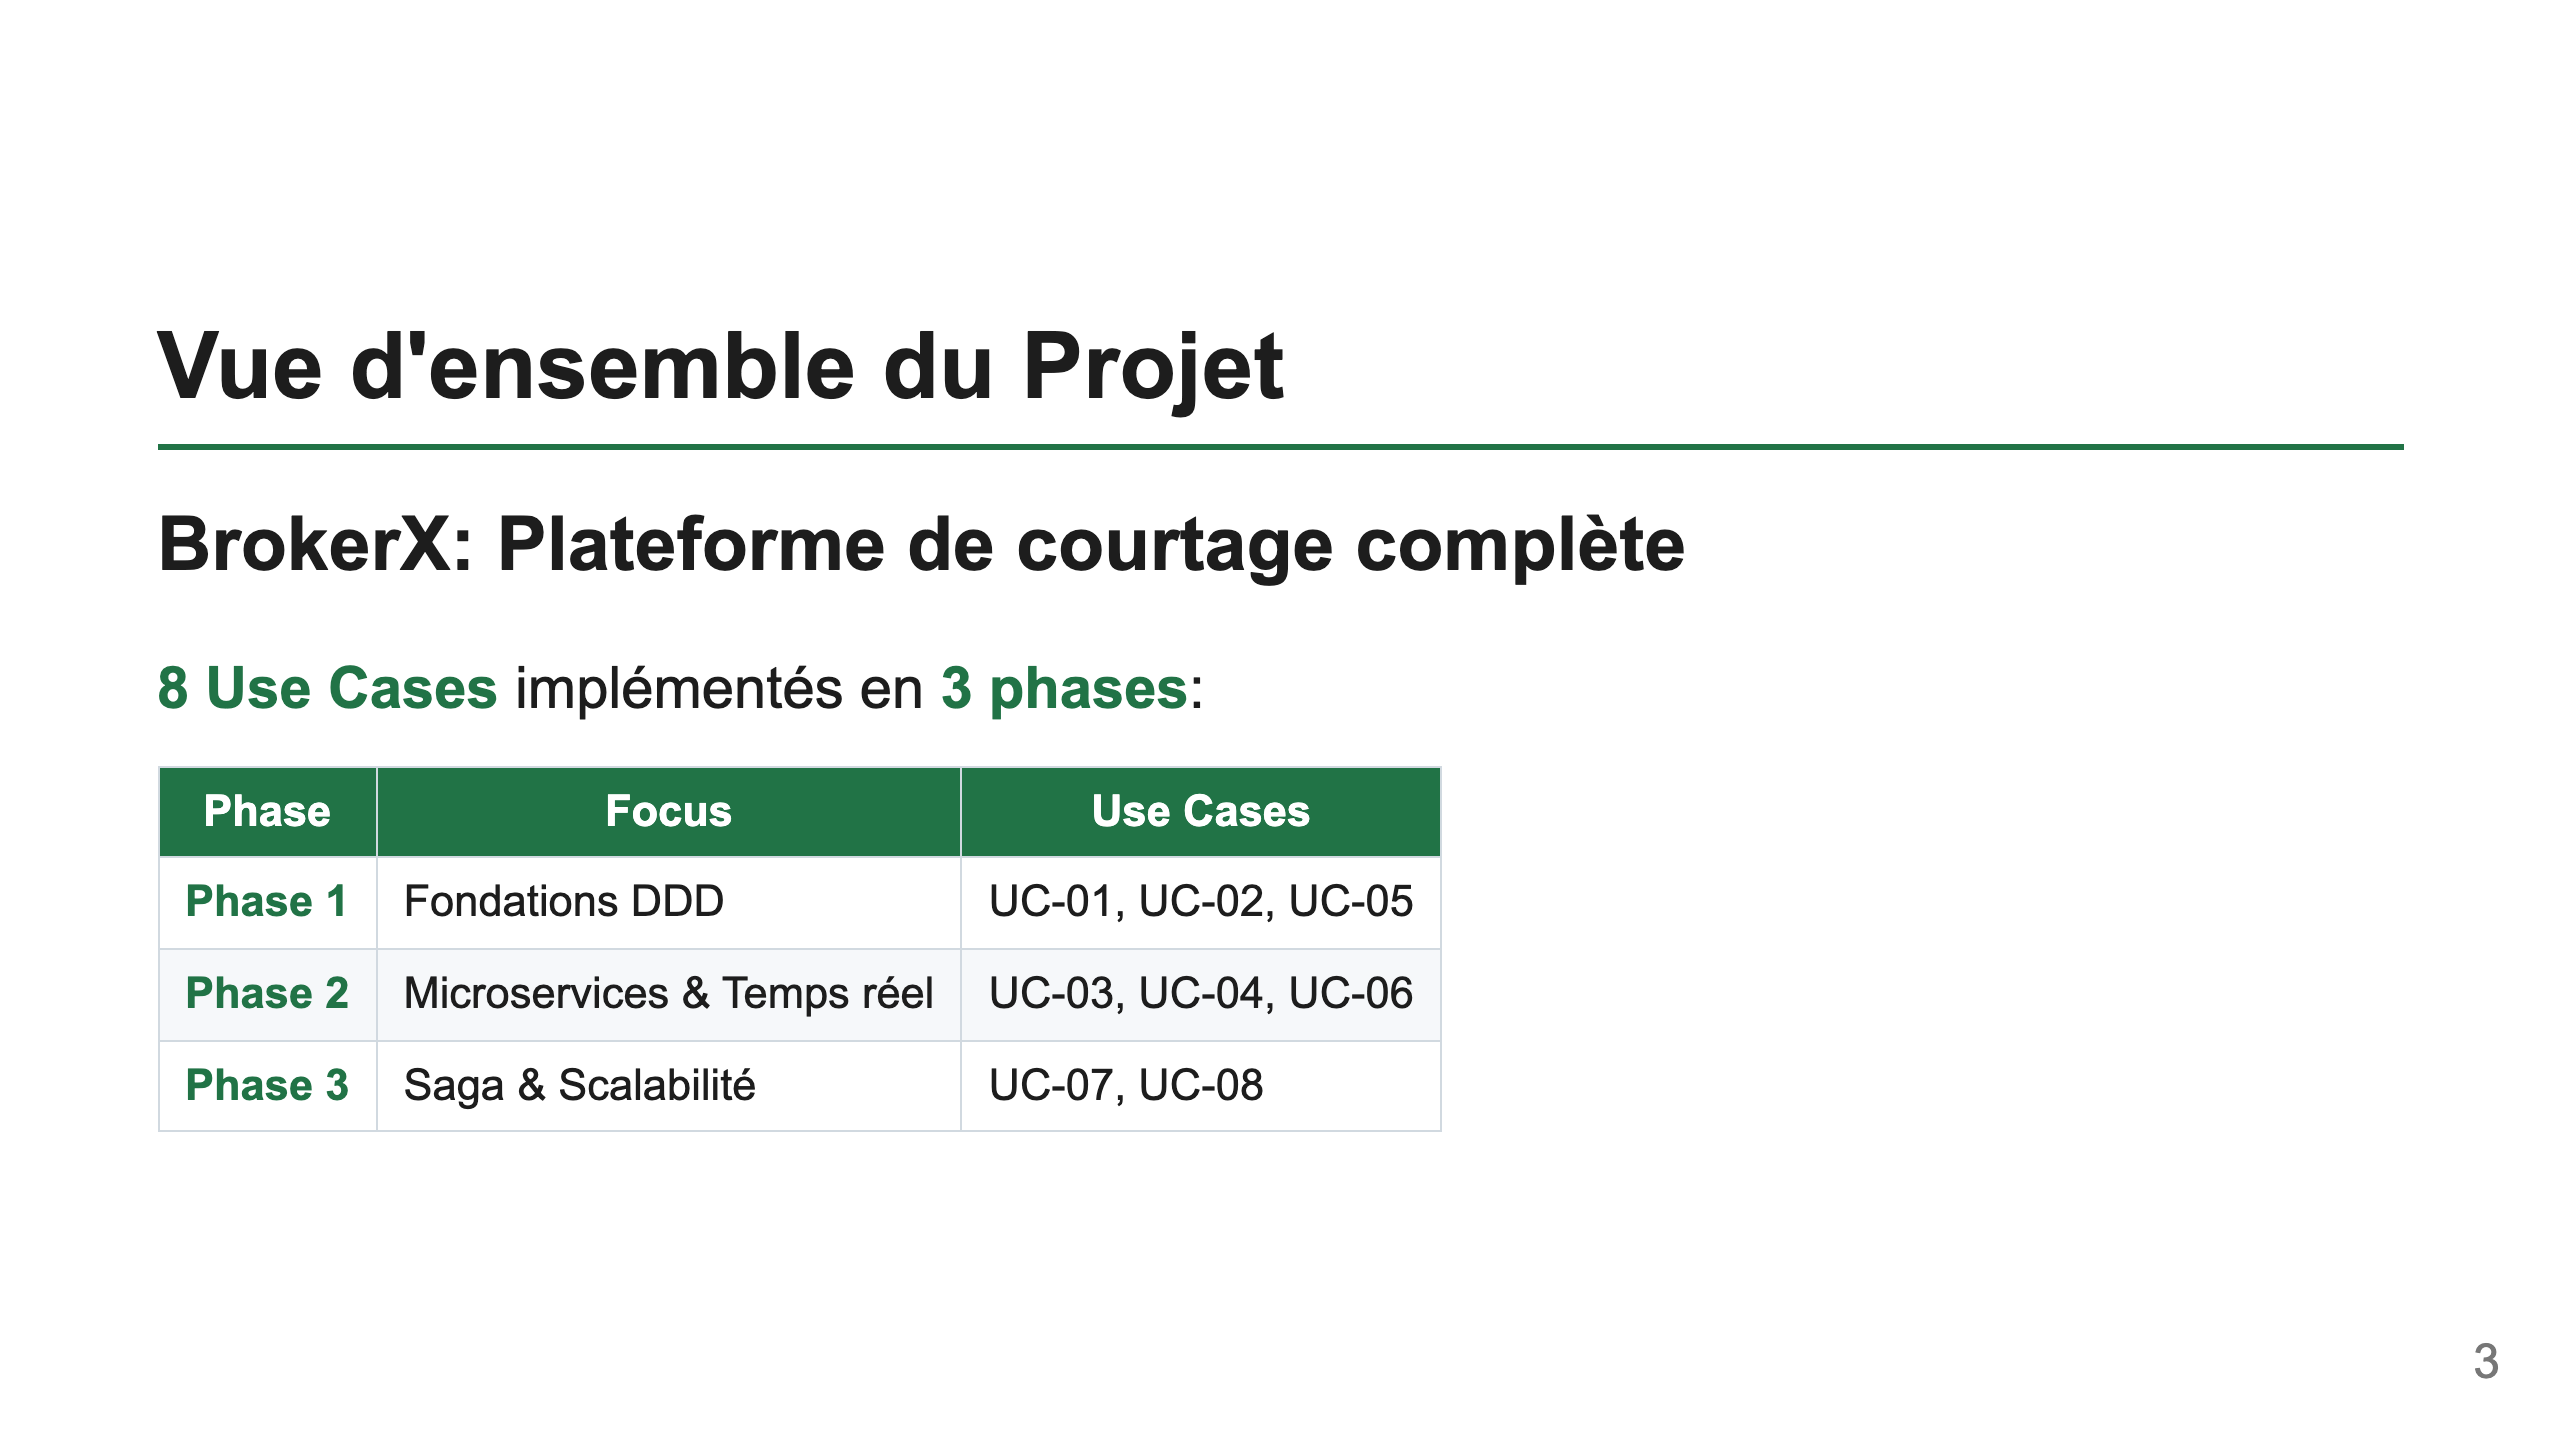 Vue d'ensemble du Projet
BrokerX: Plateforme de courtage complète
8 Use Cases implémentés en 3 phases:
Phase Focus Use Cases
Phase 1 Fondations DDD UC-01, UC-02, UC-05
Phase 2 Microservices & Temps réel UC-03, UC-04, UC-06
Phase 3 Saga & Scalabilité UC-07, UC-08
3